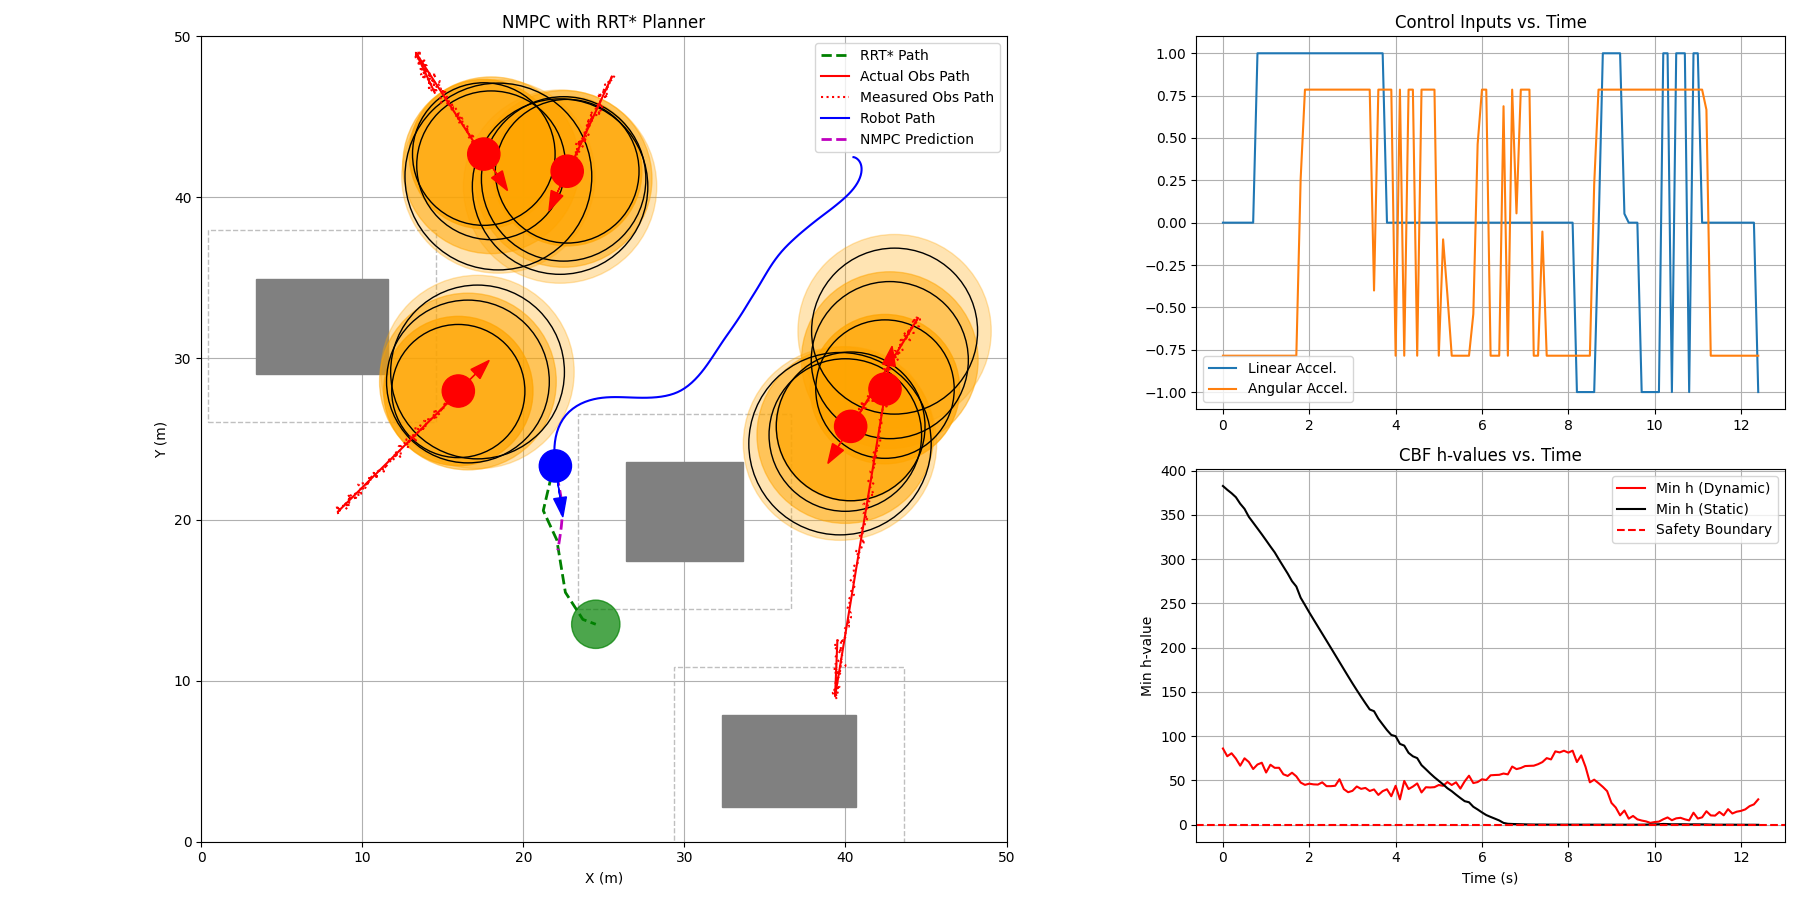 NMPC with RRT* Planner
50
40
30
20
10
0
0 10 20 30 40 50
Y (m)
X (m)
RRT* Path
Actual Obs Path
Measured Obs Path
Robot Path
NMPC Prediction
Control Inputs vs. Time
1.00
0.75
0.50
0.25
0.00
−0.25
−0.50
−0.75
−1.00
Linear Accel.
Angular Accel.
0 2 4 6 8 10 12
CBF h-values vs. Time
400
350
300
250
200
150
100
50
0
Min h-value
Min h (Dynamic)
Min h (Static)
Safety Boundary
0 2 4 6 8 10 12
Time (s)